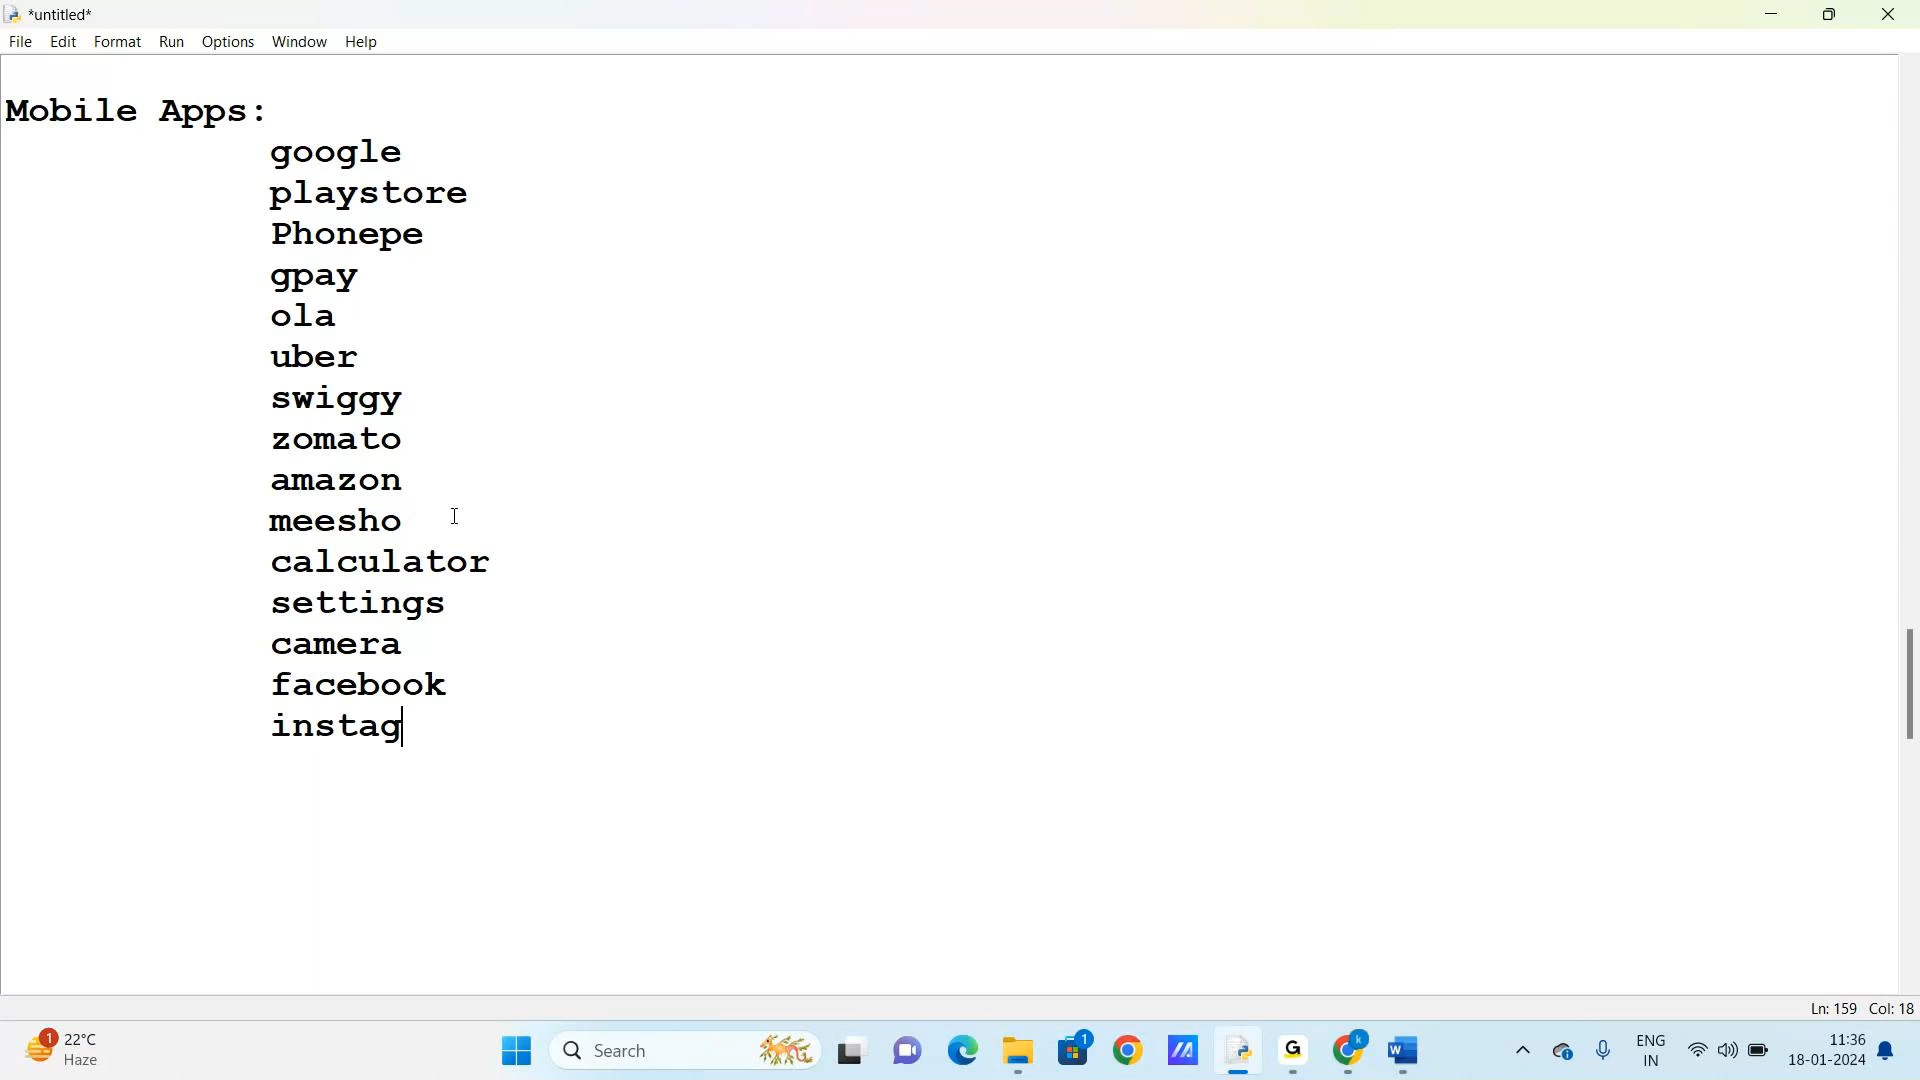 *untitled*
File Edit Format Run Options Window Help
Mobile Apps:
google
playstore
Phonepe
gpay
ola
uber
swiggy
zomato
amazon
meesho
calculator
settings
camera
facebook
instag
Ln: 159 Col: 18
1 22°C
Haze
Search
1
G
k
W
ENG
IN
11:36
18-01-2024